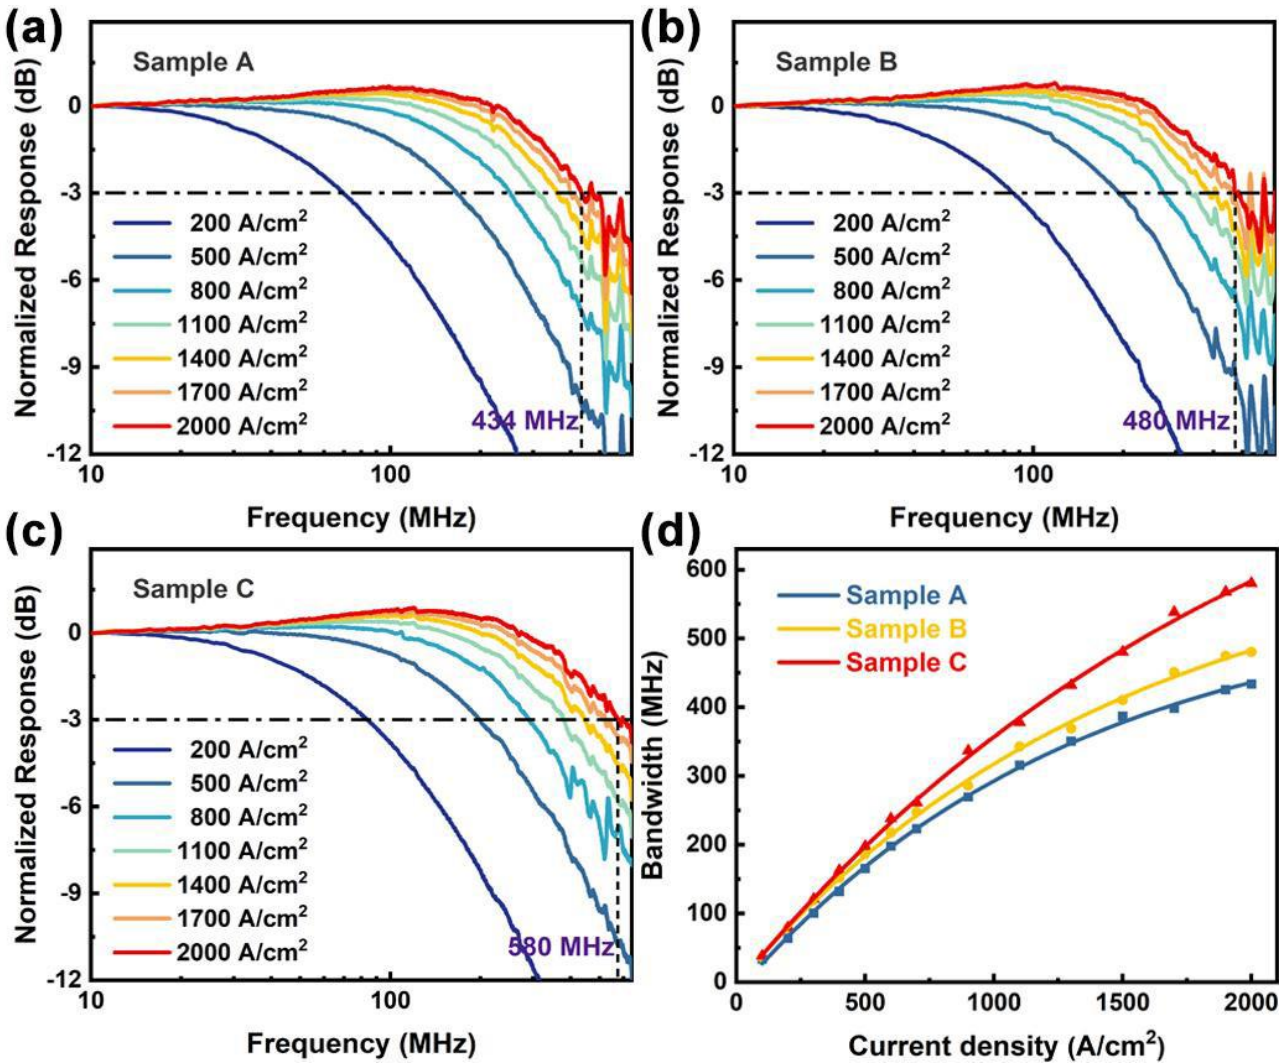 (a)
Sample A
Normalized Response (dB)
0
-3
-6
-9
-12
200 A/cm²
500 A/cm²
800 A/cm²
1100 A/cm²
1400 A/cm²
1700 A/cm²
2000 A/cm²
434 MHz
10
100
Frequency (MHz)
(b)
Sample B
Normalized Response (dB)
0
-3
-6
-9
-12
200 A/cm²
500 A/cm²
800 A/cm²
1100 A/cm²
1400 A/cm²
1700 A/cm²
2000 A/cm²
480 MHz
10
100
Frequency (MHz)
(c)
Sample C
Normalized Response (dB)
0
-3
-6
-9
-12
200 A/cm²
500 A/cm²
800 A/cm²
1100 A/cm²
1400 A/cm²
1700 A/cm²
2000 A/cm²
580 MHz
10
100
Frequency (MHz)
(d)
Bandwidth (MHz)
600
500
400
300
200
100
0
Sample A
Sample B
Sample C
0
500
1000
1500
2000
Current density (A/cm²)